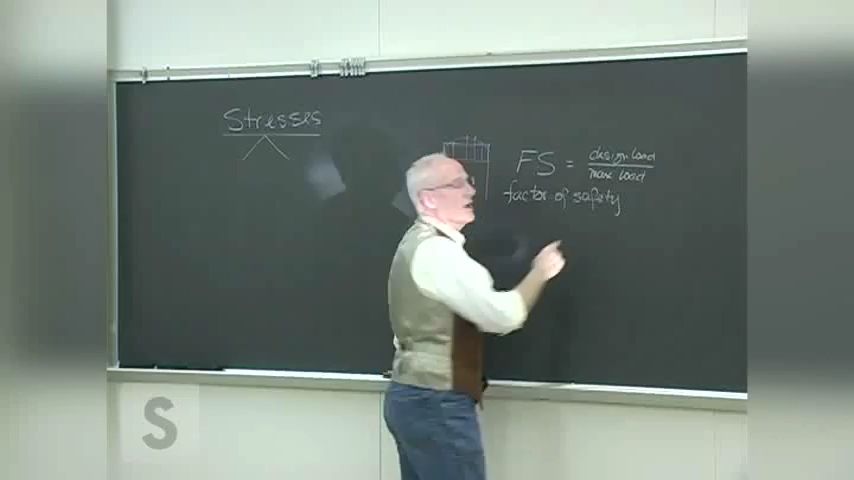 Stresses
FS = design load
max load
factor of safety
S